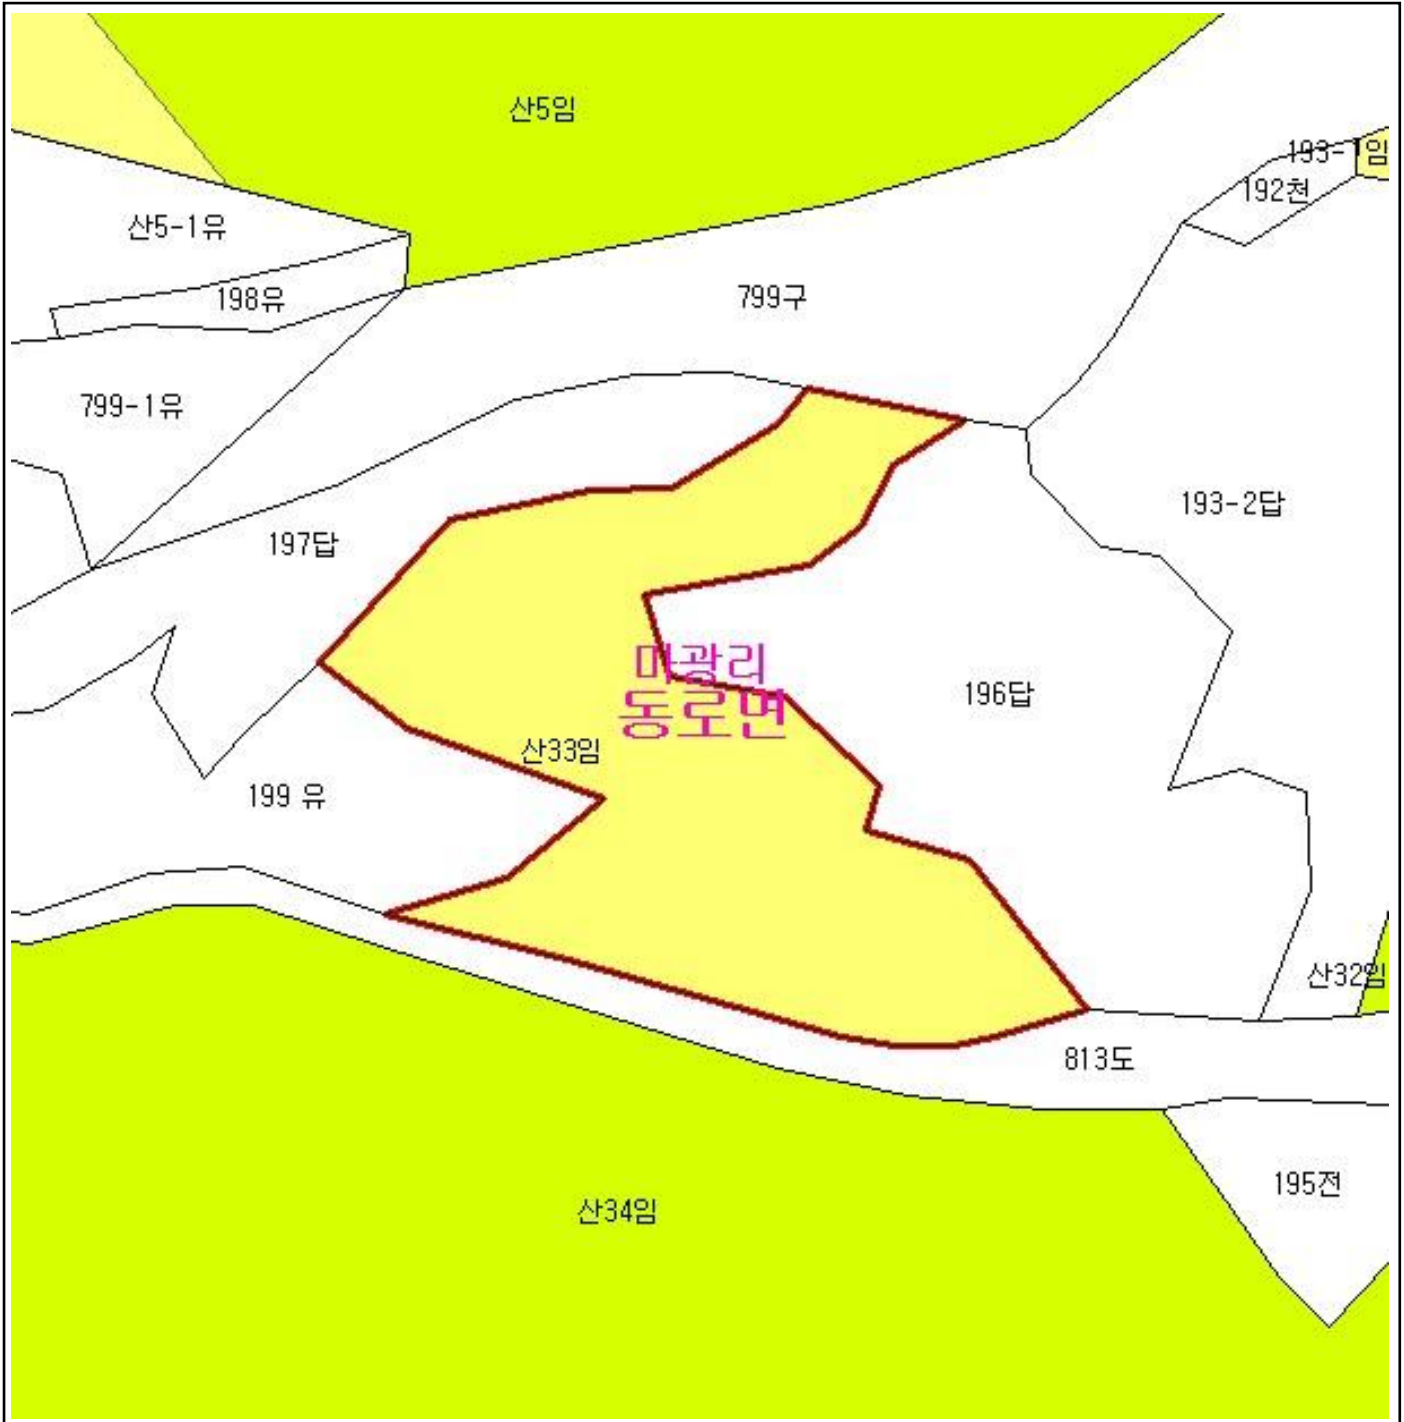 산5임
193-1임
192천
산5-1유
198유
799구
799-1유
193-2답
197답
마광리
196답
동로면
산33임
199 유
산32임
813도
195전
산34임